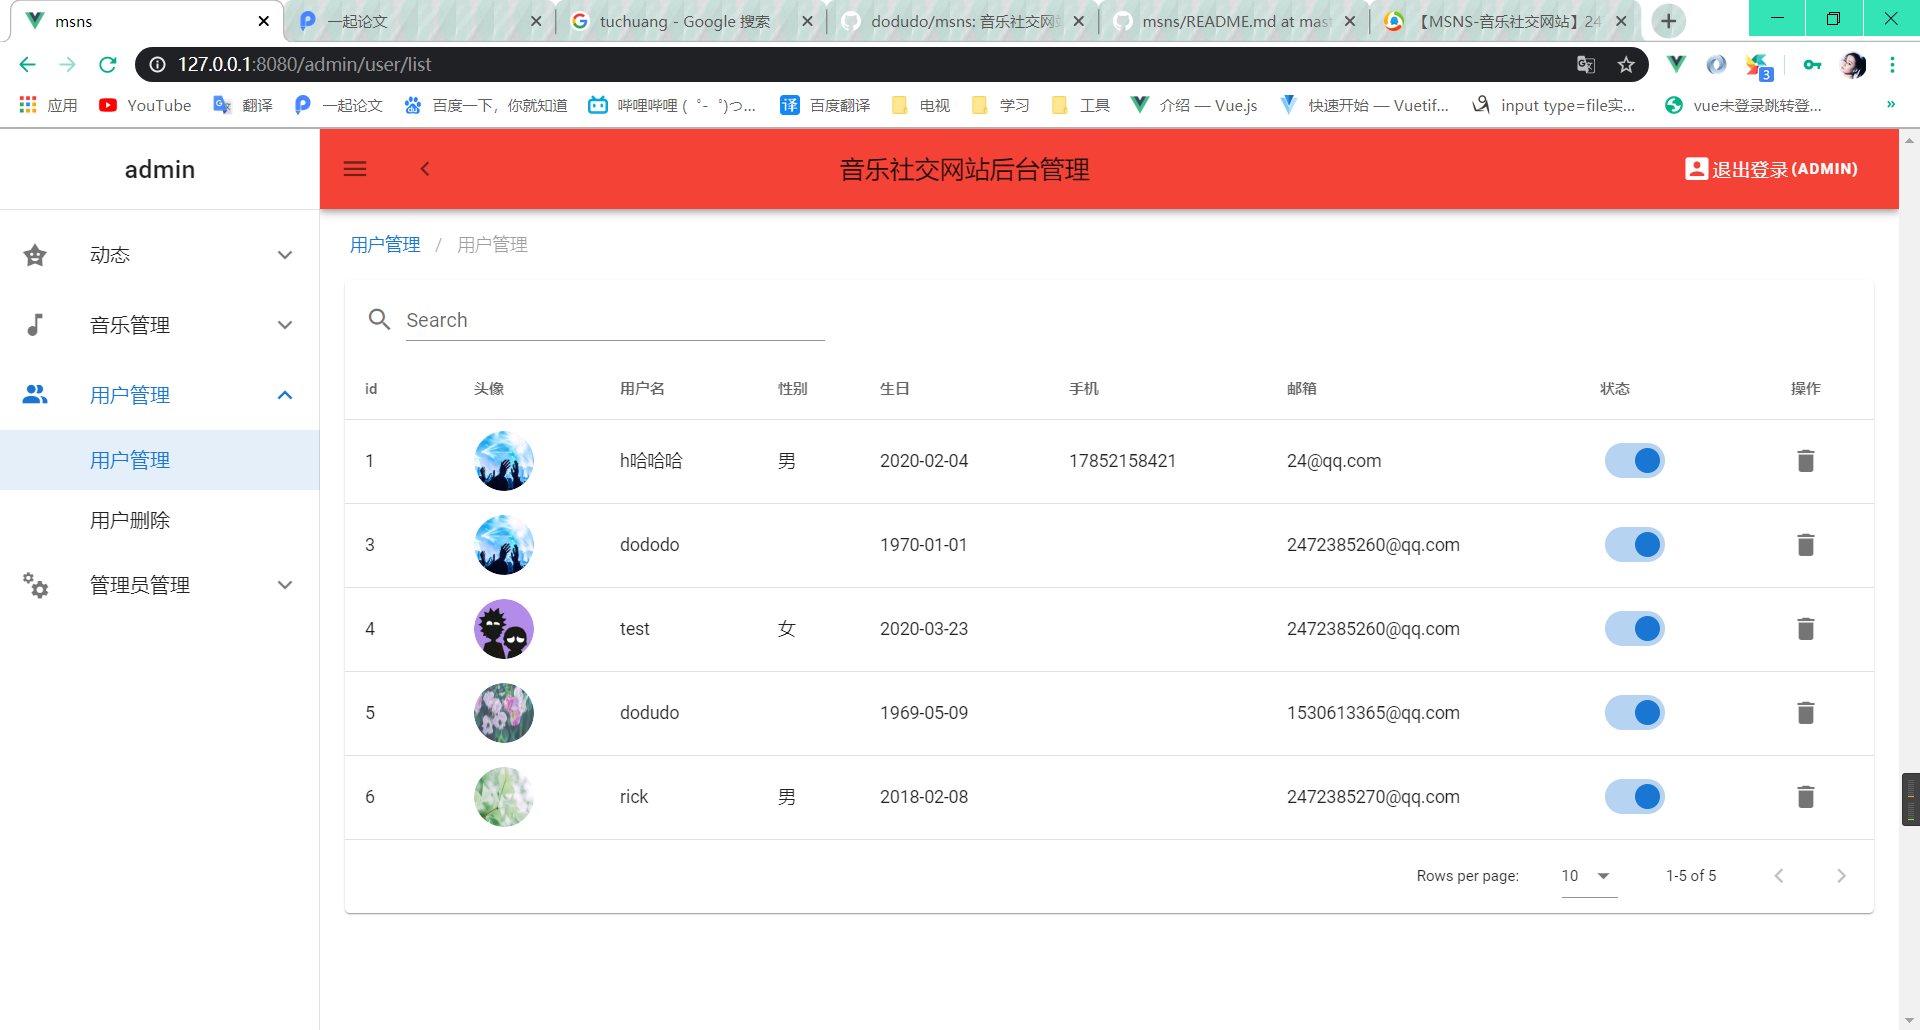 msns
一起论文
tuchuang - Google 搜索
dodudo/msns: 音乐社交网站
msns/README.md at mast
【MSNS-音乐社交网站】24
127.0.0.1:8080/admin/user/list
3
应用
YouTube
翻译
一起论文
百度一下，你就知道
哔哩哔哩 ( ゜- ゜)つ...
百度翻译
电视
学习
工具
介绍 — Vue.js
快速开始 — Vuetif...
input type=file实...
vue未登录跳转登...
»
admin
音乐社交网站后台管理
退出登录(ADMIN)
动态
音乐管理
用户管理
用户管理
用户删除
管理员管理
用户管理 / 用户管理
Search
id 头像 用户名 性别 生日 手机 邮箱 状态 操作
1 h哈哈哈 男 2020-02-04 17852158421 24@qq.com
3 dododo 1970-01-01 2472385260@qq.com
4 test 女 2020-03-23 2472385260@qq.com
5 dodudo 1969-05-09 1530613365@qq.com
6 rick 男 2018-02-08 2472385270@qq.com
Rows per page: 10 1-5 of 5